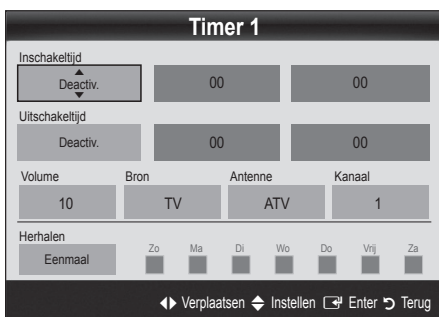 Timer 1
Inschakeltijd
Deactiv. 00 00
Uitschakeltijd
Deactiv. 00 00
Volume Bron Antenne Kanaal
10 TV ATV 1
Herhalen Zo Ma Di Wo Do Vrij Za
Eenmaal
Verplaatsen Instellen Enter Terug